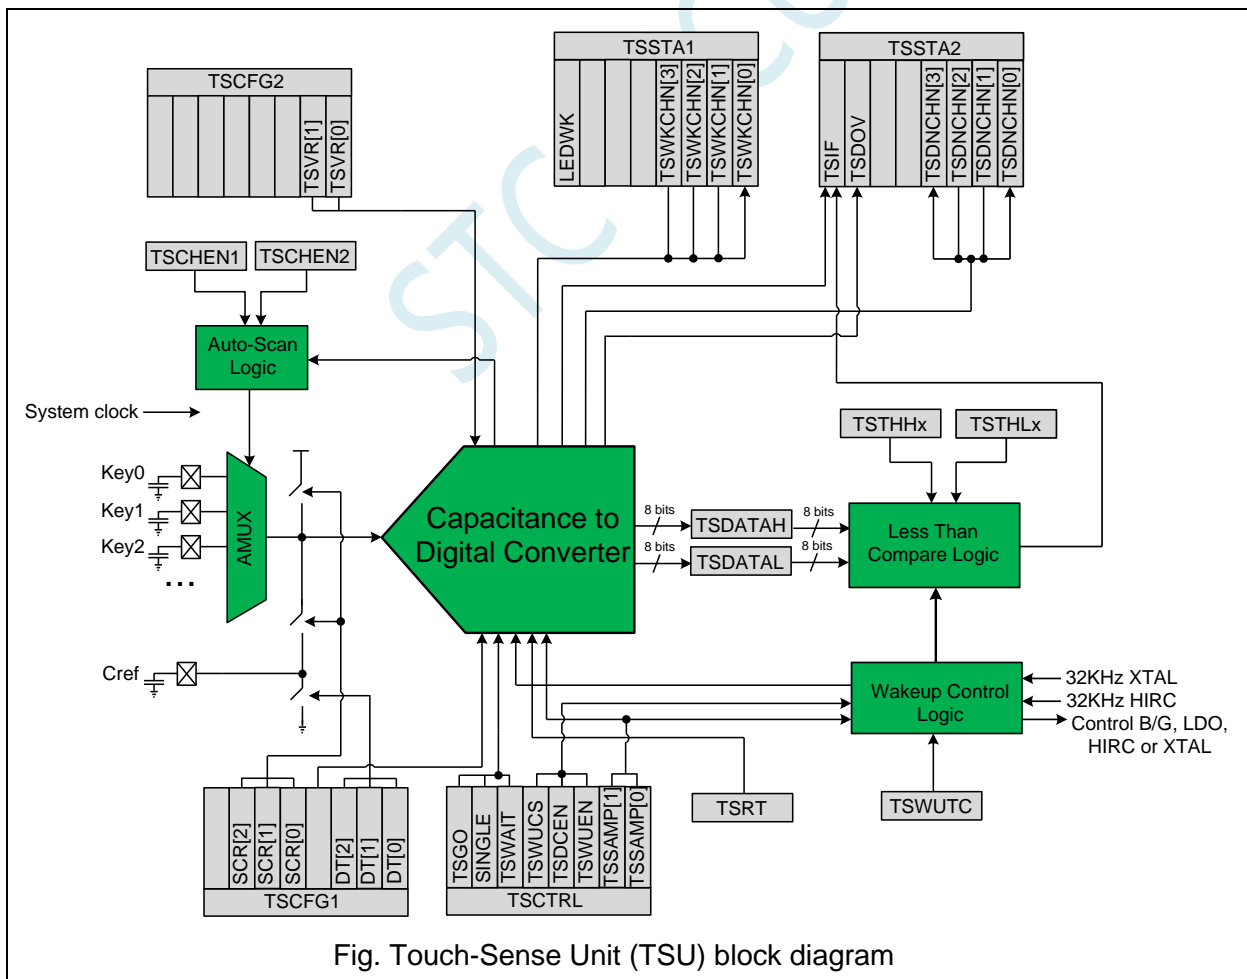 TSSTA1
LEDWK
TSWKCHN[3]
TSWKCHN[2]
TSWKCHN[1]
TSWKCHN[0]
TSSTA2
TSIF
TSDOV
TSDNCHN[3]
TSDNCHN[2]
TSDNCHN[1]
TSDNCHN[0]
TSCFG2
TSVR[1]
TSVR[0]
STC
TSCHEN1
TSCHEN2
Auto-Scan
Logic
System clock
Key0
Key1
Key2
...
AMUX
Cref
Capacitance to
Digital Converter
8 bits
TSDATAH
8 bits
8 bits
TSDATAL
8 bits
TSTHHx
TSTHLx
Less Than
Compare Logic
Wakeup Control
Logic
32KHz XTAL
32KHz HIRC
Control B/G, LDO,
HIRC or XTAL
TSWUTC
TSRT
SCR[2]
SCR[1]
SCR[0]
DT[2]
DT[1]
DT[0]
TSCFG1
TSGO
SINGLE
TSWAIT
TSWUCS
TSDCEN
TSWUEN
TSSAMP[1]
TSSAMP[0]
TSCTRL
Fig. Touch-Sense Unit (TSU) block diagram